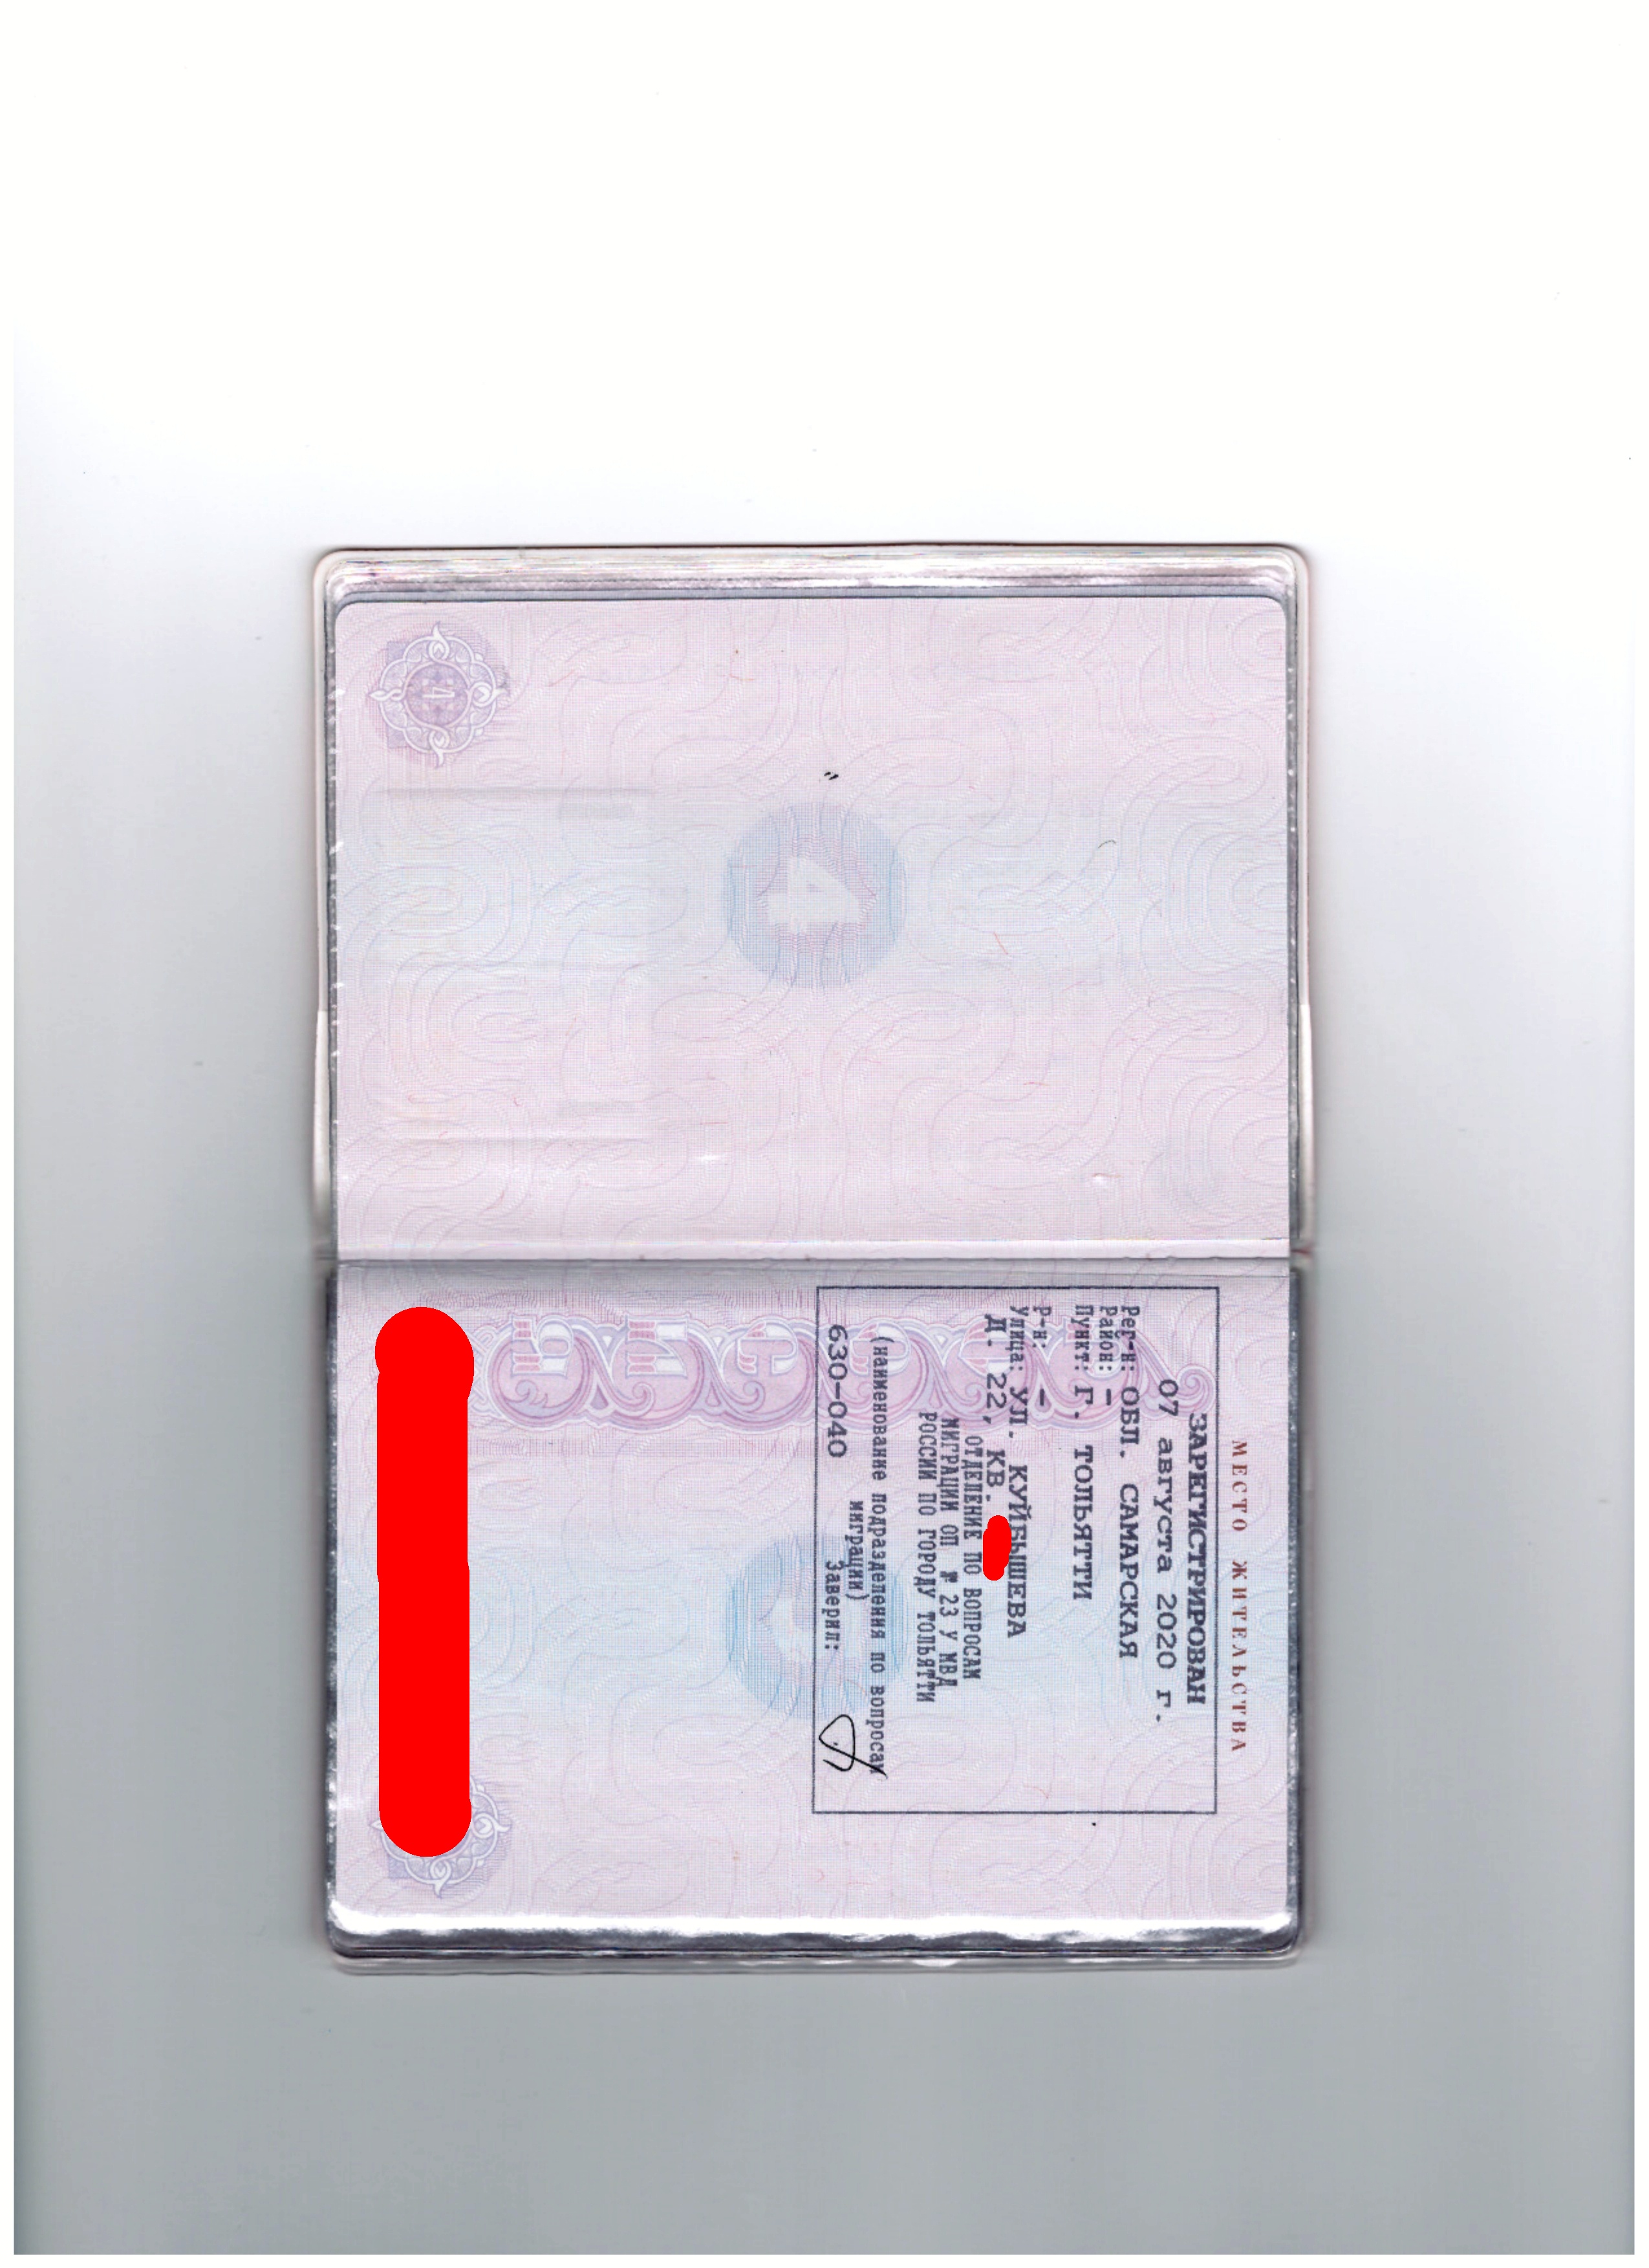 4
4
МЕСТО ЖИТЕЛЬСТВА
ЗАРЕГИСТРИРОВАН
07 августа 2020 г.
Рег-н: ОБЛ. САМАРСКАЯ
Район: –
Пункт: Г. ТОЛЬЯТТИ
Р-н: –
Улица: УЛ. КУЙБЫШЕВА
Д. 22, КВ.
ОТДЕЛЕНИЕ ПО ВОПРОСАМ
МИГРАЦИИ ОП № 23 У МВД
РОССИИ ПО ГОРОДУ ТОЛЬЯТТИ
(наименование подразделения по вопросам
миграции)
630-040 Заверил: